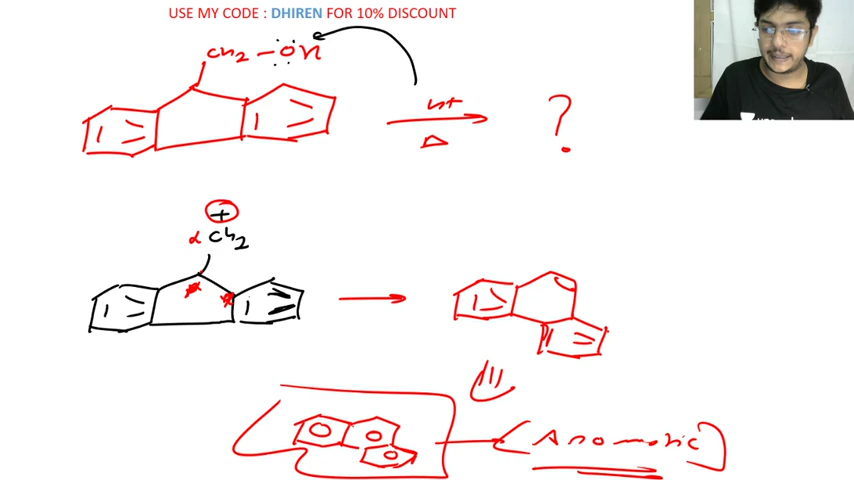 USE MY CODE : DHIREN FOR 10% DISCOUNT
CH2 - OH
H+
Δ
?
+
α CH2
(Aromatic)